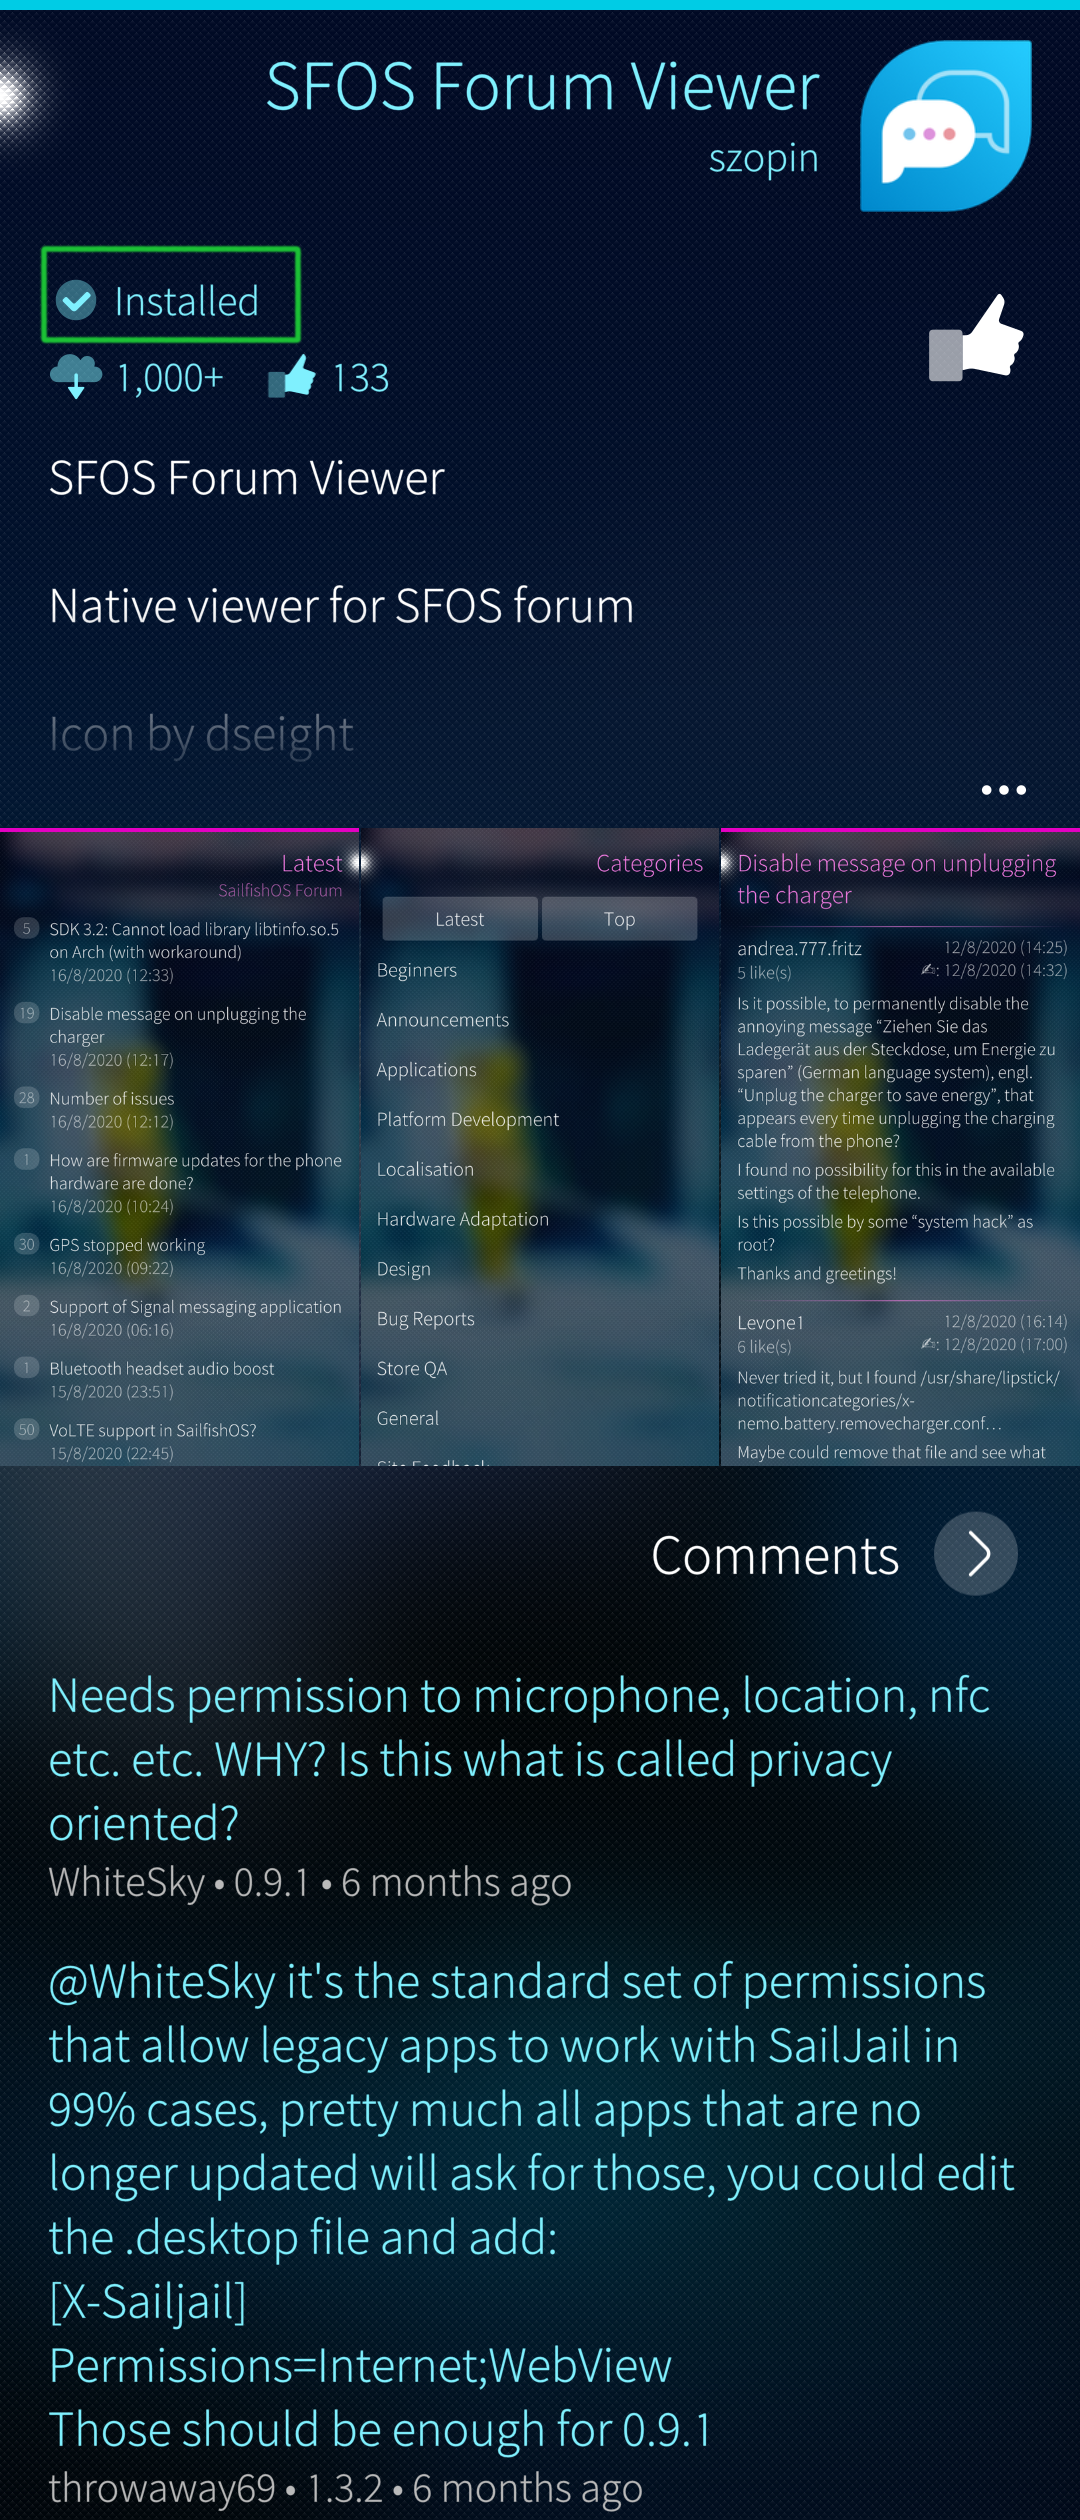 SFOS Forum Viewer
szopin
Installed
1,000+ 133
SFOS Forum Viewer
Native viewer for SFOS forum
Icon by dseight
Latest
SailfishOS Forum
5 SDK 3.2: Cannot load library libtinfo.so.5
on Arch (with workaround)
16/8/2020 (12:33)
19 Disable message on unplugging the
charger
16/8/2020 (12:17)
28 Number of issues
16/8/2020 (12:12)
1 How are firmware updates for the phone
hardware are done?
16/8/2020 (10:24)
30 GPS stopped working
16/8/2020 (09:22)
2 Support of Signal messaging application
16/8/2020 (06:16)
1 Bluetooth headset audio boost
15/8/2020 (23:51)
50 VoLTE support in SailfishOS?
15/8/2020 (22:45)
Categories
Latest Top
Beginners
Announcements
Applications
Platform Development
Localisation
Hardware Adaptation
Design
Bug Reports
Store QA
General
Site Feedback
Disable message on unplugging
the charger
andrea.777.fritz 12/8/2020 (14:25)
5 like(s) ✍: 12/8/2020 (14:32)
Is it possible, to permanently disable the
annoying message “Ziehen Sie das
Ladegerät aus der Steckdose, um Energie zu
sparen” (German language system), engl.
“Unplug the charger to save energy”, that
appears every time unplugging the charging
cable from the phone?
I found no possibility for this in the available
settings of the telephone.
Is this possible by some “system hack” as
root?
Thanks and greetings!
Levone1 12/8/2020 (16:14)
6 like(s) ✍: 12/8/2020 (17:00)
Never tried it, but I found /usr/share/lipstick/
notificationcategories/x-
nemo.battery.removecharger.conf…
Maybe could remove that file and see what
Comments
Needs permission to microphone, location, nfc
etc. etc. WHY? Is this what is called privacy
oriented?
WhiteSky • 0.9.1 • 6 months ago
@WhiteSky it's the standard set of permissions
that allow legacy apps to work with SailJail in
99% cases, pretty much all apps that are no
longer updated will ask for those, you could edit
the .desktop file and add:
[X-Sailjail]
Permissions=Internet;WebView
Those should be enough for 0.9.1
throwaway69 • 1.3.2 • 6 months ago